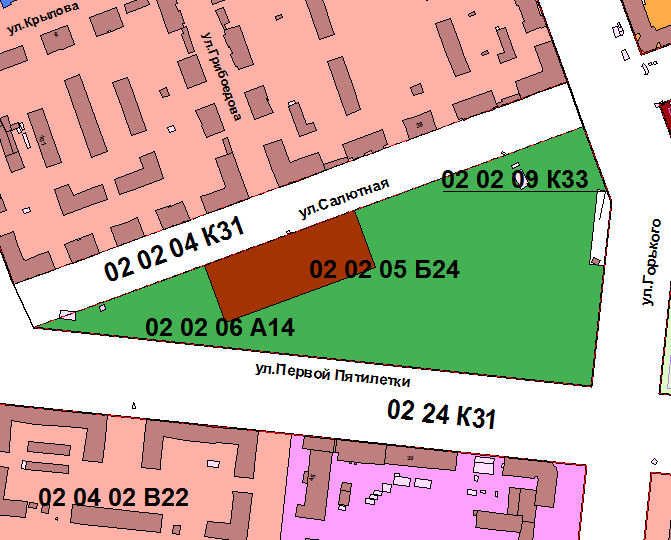 ул.Крылова
ул.Грибоедова
02 02 09 К33
ул.Салютная
02 02 04 К31
ул.Горького
02 02 05 Б24
02 02 06 А14
ул.Первой Пятилетки
02 24 К31
02 04 02 В22